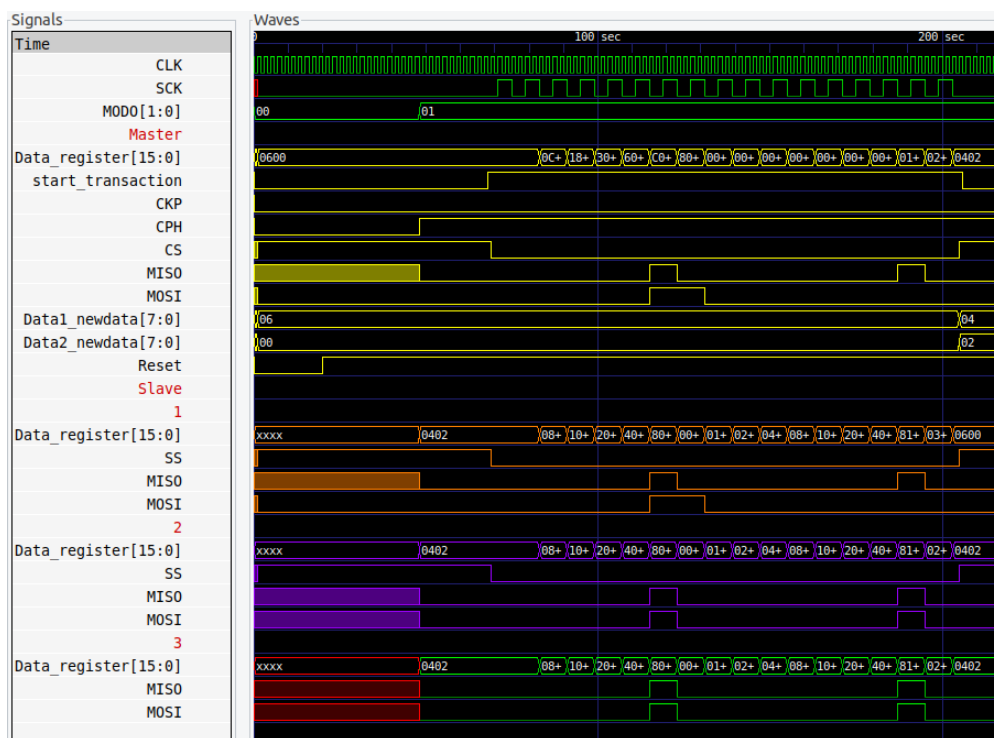 Signals
Waves
Time
0 100 sec 200 sec
CLK
SCK
MODO[1:0] 00 01
Master
Data_register[15:0] 0600 0C+ 18+ 30+ 60+ C0+ 80+ 00+ 00+ 00+ 00+ 00+ 00+ 00+ 01+ 02+ 0402
start_transaction
CKP
CPH
CS
MISO
MOSI
Data1_newdata[7:0] 06 04
Data2_newdata[7:0] 00 02
Reset
Slave
1
Data_register[15:0] xxxx 0402 08+ 10+ 20+ 40+ 80+ 00+ 01+ 02+ 04+ 08+ 10+ 20+ 40+ 81+ 03+ 0600
SS
MISO
MOSI
2
Data_register[15:0] xxxx 0402 08+ 10+ 20+ 40+ 80+ 00+ 01+ 02+ 04+ 08+ 10+ 20+ 40+ 81+ 02+ 0402
SS
MISO
MOSI
3
Data_register[15:0] xxxx 0402 08+ 10+ 20+ 40+ 80+ 00+ 01+ 02+ 04+ 08+ 10+ 20+ 40+ 81+ 02+ 0402
MISO
MOSI